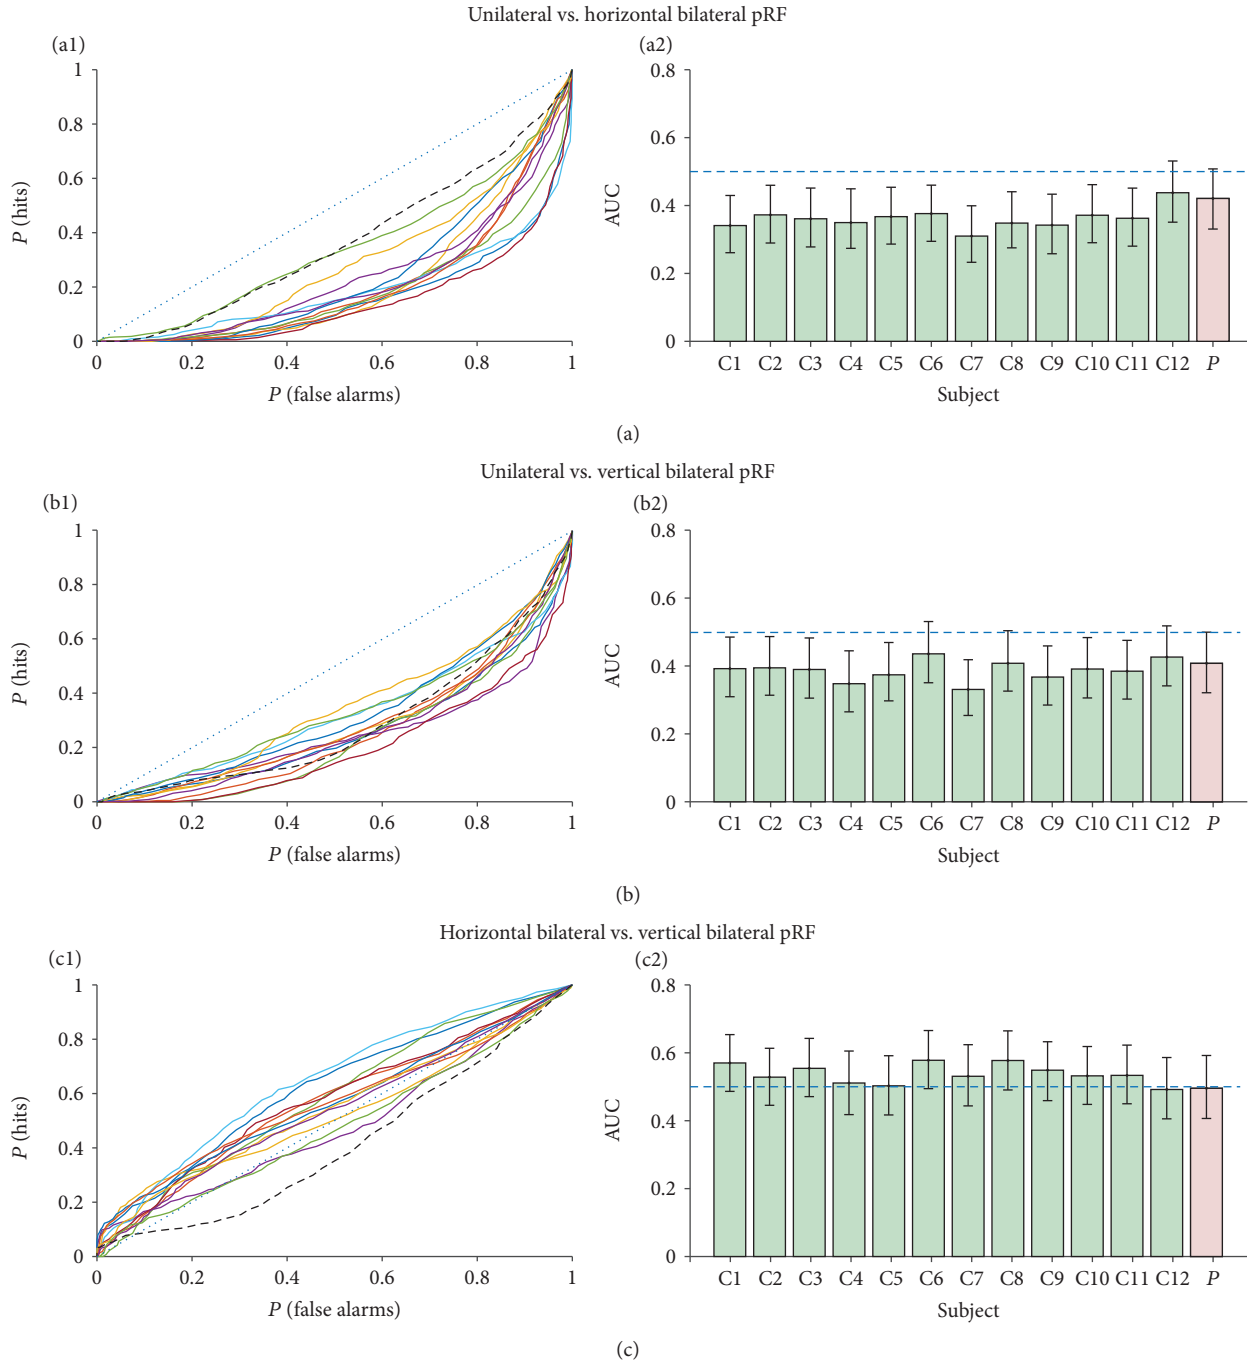 Unilateral vs. horizontal bilateral pRF
(a1)
1
0.8
0.6
0.4
0.2
0
P (hits)
0.2 0.4 0.6 0.8 1
P (false alarms)
(a2)
0.8
0.6
0.4
0.2
0
AUC
C1 C2 C3 C4 C5 C6 C7 C8 C9 C10 C11 C12 P
Subject
(a)
Unilateral vs. vertical bilateral pRF
(b1)
1
0.8
0.6
0.4
0.2
0
P (hits)
0 0.2 0.4 0.6 0.8 1
P (false alarms)
(b2)
0.8
0.6
0.4
0.2
0
AUC
C1 C2 C3 C4 C5 C6 C7 C8 C9 C10 C11 C12 P
Subject
(b)
Horizontal bilateral vs. vertical bilateral pRF
(c1)
1
0.8
0.6
0.4
0.2
0
P (hits)
0 0.2 0.4 0.6 0.8 1
P (false alarms)
(c2)
0.8
0.6
0.4
0.2
0
AUC
C1 C2 C3 C4 C5 C6 C7 C8 C9 C10 C11 C12 P
Subject
(c)